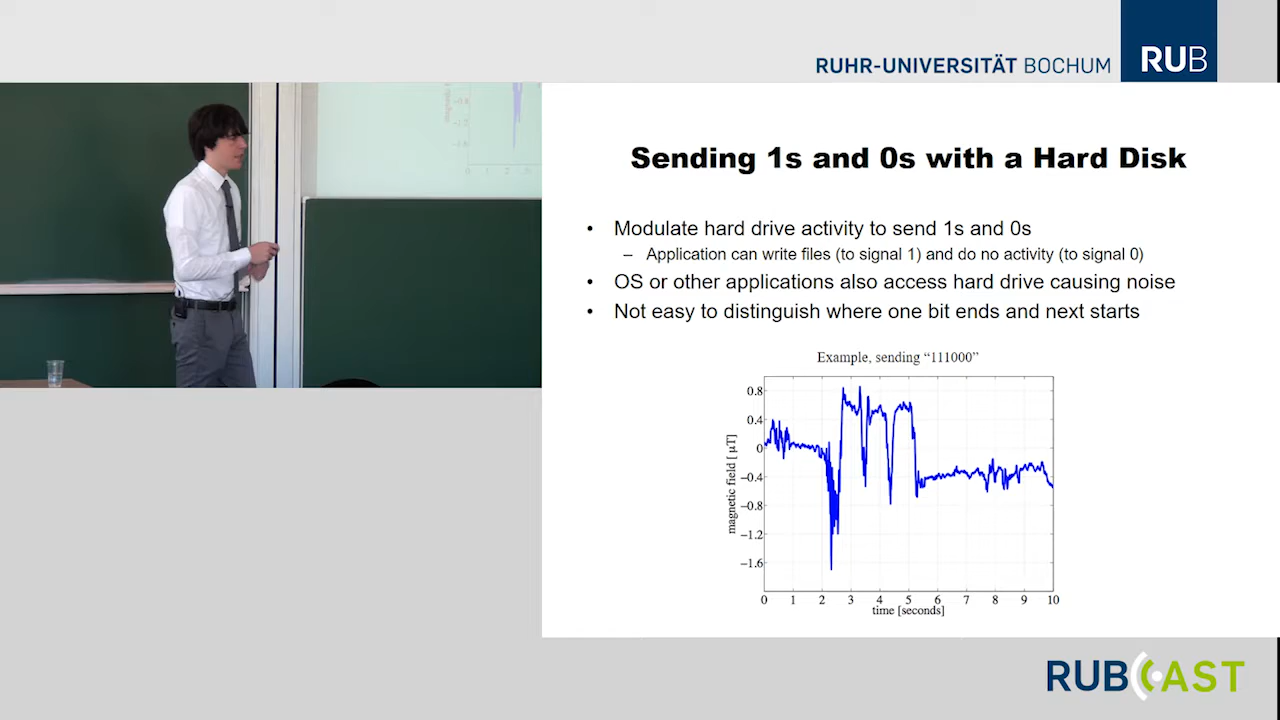 RUHR-UNIVERSITÄT BOCHUM
RUB
Sending 1s and 0s with a Hard Disk
• Modulate hard drive activity to send 1s and 0s
– Application can write files (to signal 1) and do no activity (to signal 0)
• OS or other applications also access hard drive causing noise
• Not easy to distinguish where one bit ends and next starts
Example, sending “111000”
magnetic field [ µT]
0.8
0.4
0
−0.4
−0.8
−1.2
−1.6
0 1 2 3 4 5 6 7 8 9 10
time [seconds]
RUBCAST